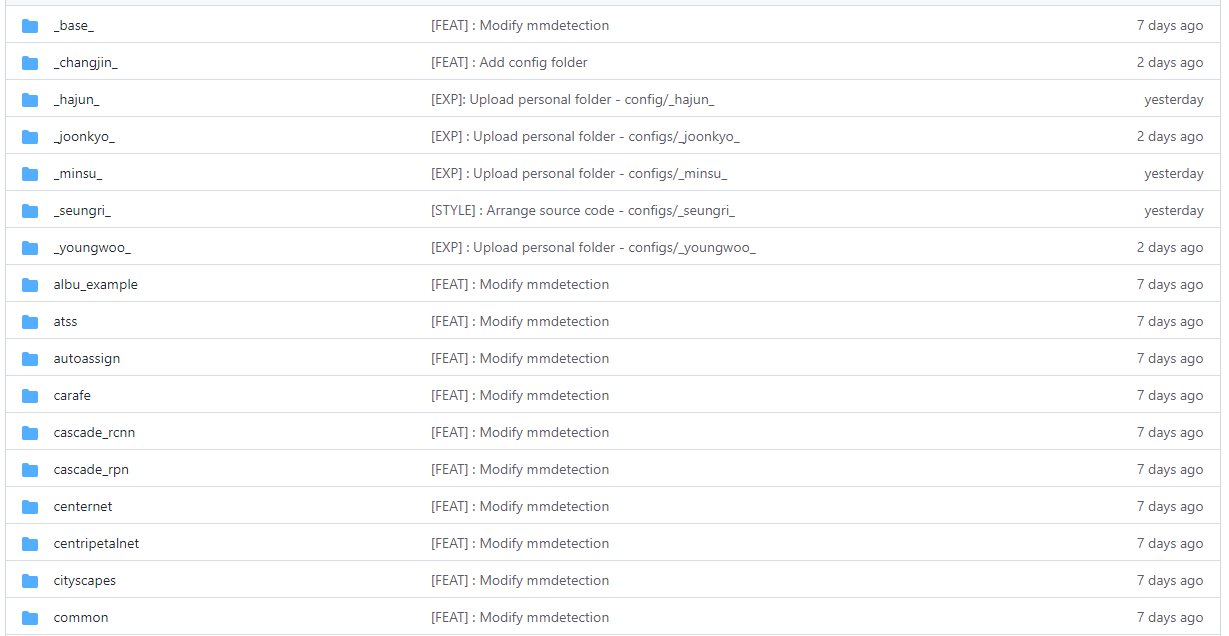 _base_ [FEAT] : Modify mmdetection 7 days ago
_changjin_ [FEAT] : Add config folder 2 days ago
_hajun_ [EXP]: Upload personal folder - config/_hajun_ yesterday
_joonkyo_ [EXP] : Upload personal folder - configs/_joonkyo_ 2 days ago
_minsu_ [EXP] : Upload personal folder - configs/_minsu_ yesterday
_seungri_ [STYLE] : Arrange source code - configs/_seungri_ yesterday
_youngwoo_ [EXP] : Upload personal folder - configs/_youngwoo_ 2 days ago
albu_example [FEAT] : Modify mmdetection 7 days ago
atss [FEAT] : Modify mmdetection 7 days ago
autoassign [FEAT] : Modify mmdetection 7 days ago
carafe [FEAT] : Modify mmdetection 7 days ago
cascade_rcnn [FEAT] : Modify mmdetection 7 days ago
cascade_rpn [FEAT] : Modify mmdetection 7 days ago
centernet [FEAT] : Modify mmdetection 7 days ago
centripetalnet [FEAT] : Modify mmdetection 7 days ago
cityscapes [FEAT] : Modify mmdetection 7 days ago
common [FEAT] : Modify mmdetection 7 days ago